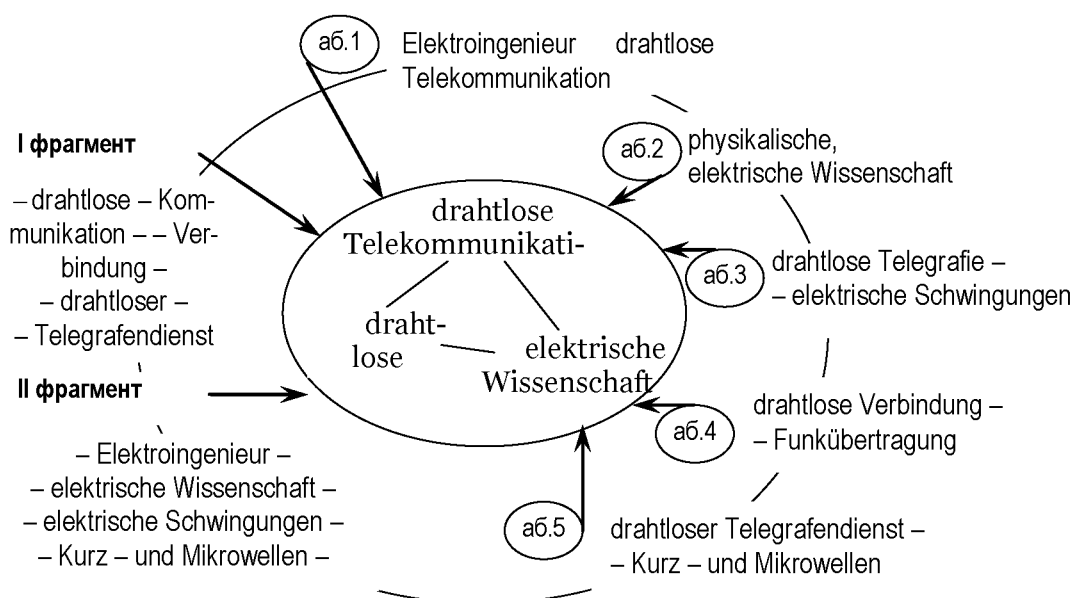 аб.1
Elektroingenieur drahtlose
Telekommunikation
I фрагмент
– drahtlose – Kom-
munikation – – Ver-
bindung –
– drahtloser –
– Telegrafendienst
II фрагмент
– Elektroingenieur –
– elektrische Wissenschaft –
– elektrische Schwingungen –
– Kurz – und Mikrowellen –
drahtlose
Telekommunikati-
draht-
lose
elektrische
Wissenschaft
аб.2
physikalische,
elektrische Wissenschaft
аб.3
drahtlose Telegrafie –
– elektrische Schwingungen
аб.4
drahtlose Verbindung –
– Funkübertragung
аб.5
drahtloser Telegrafendienst –
– Kurz – und Mikrowellen